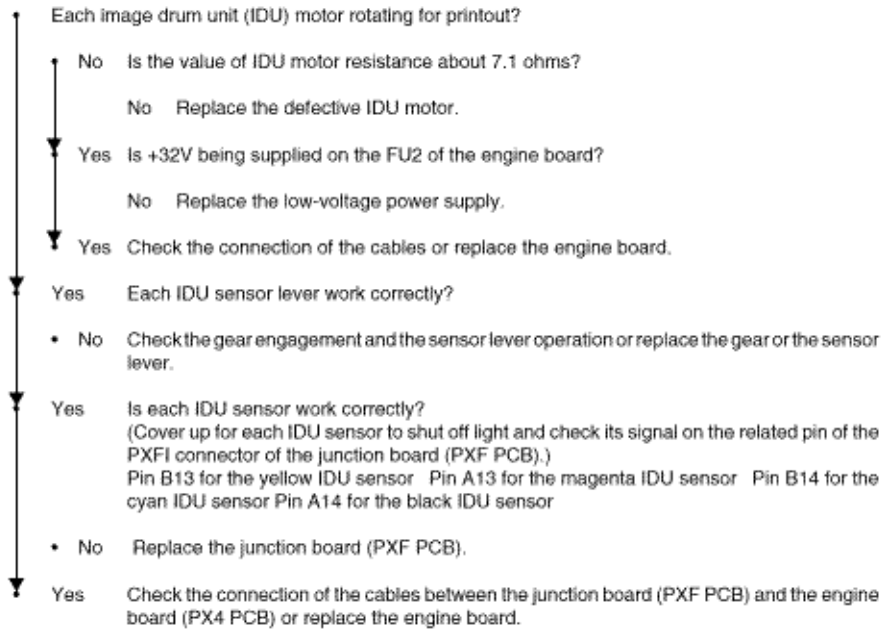 Each image drum unit (IDU) motor rotating for printout?
• No Is the value of IDU motor resistance about 7.1 ohms?
No Replace the defective IDU motor.
Yes Is +32V being supplied on the FU2 of the engine board?
No Replace the low-voltage power supply.
Yes Check the connection of the cables or replace the engine board.
Yes Each IDU sensor lever work correctly?
• No Check the gear engagement and the sensor lever operation or replace the gear or the sensor
lever.
Yes Is each IDU sensor work correctly?
(Cover up for each IDU sensor to shut off light and check its signal on the related pin of the
PXFI connector of the junction board (PXF PCB).)
Pin B13 for the yellow IDU sensor Pin A13 for the magenta IDU sensor Pin B14 for the
cyan IDU sensor Pin A14 for the black IDU sensor
• No Replace the junction board (PXF PCB).
Yes Check the connection of the cables between the junction board (PXF PCB) and the engine
board (PX4 PCB) or replace the engine board.